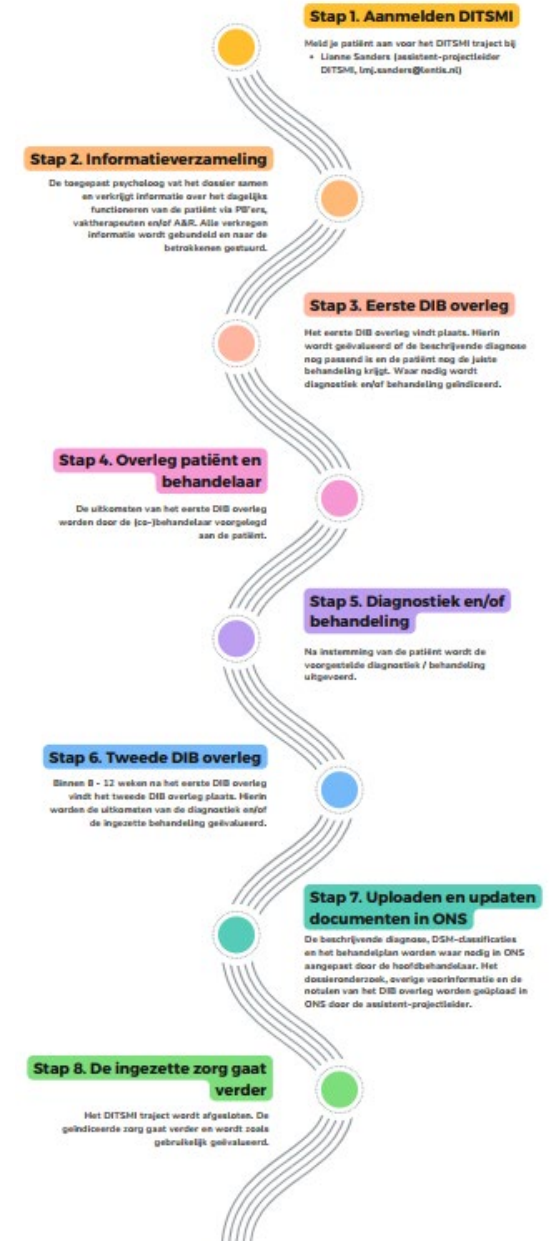 Stap 1. Aanmelden DITSMI
Meld je patiënt aan voor het DITSMI traject bij
• Lianne Sanders (assistent-projectleider
DITSMI, lmj.sanders@lentis.nl)
Stap 2. Informatieverzameling
De toegepast psycholoog vat het dossier samen
en verkrijgt informatie over het dagelijks
functioneren van de patiënt via PB'ers,
vaktherapeuten en/of A&R. Alle verkregen
informatie wordt gebundeld en naar de
betrokkenen gestuurd.
Stap 3. Eerste DIB overleg
Het eerste DIB overleg vindt plaats. Hierin
wordt geëvalueerd of de beschrijvende diagnose
nog passend is en de patiënt nog de juiste
behandeling krijgt. Waar nodig wordt
diagnostiek en/of behandeling geïndiceerd.
Stap 4. Overleg patiënt en
behandelaar
De uitkomsten van het eerste DIB overleg
worden door de (co-)behandelaar voorgelegd
aan de patiënt.
Stap 5. Diagnostiek en/of
behandeling
Na instemming van de patiënt wordt de
voorgestelde diagnostiek / behandeling
uitgevoerd.
Stap 6. Tweede DIB overleg
Binnen 8 - 12 weken na het eerste DIB overleg
vindt het tweede DIB overleg plaats. Hierin
worden de uitkomsten van de diagnostiek en/of
de ingezette behandeling geëvalueerd.
Stap 7. Uploaden en updaten
documenten in ONS
De beschrijvende diagnose, DSM-classificaties
en het behandelplan worden waar nodig in ONS
aangepast door de hoofdbehandelaar. Het
dossieronderzoek, overige voorinformatie en de
notulen van het DIB overleg worden geüpload in
ONS door de assistent-projectleider.
Stap 8. De ingezette zorg gaat
verder
Het DITSMI traject wordt afgesloten. De
geïndiceerde zorg gaat verder en wordt zoals
gebruikelijk geëvalueerd.